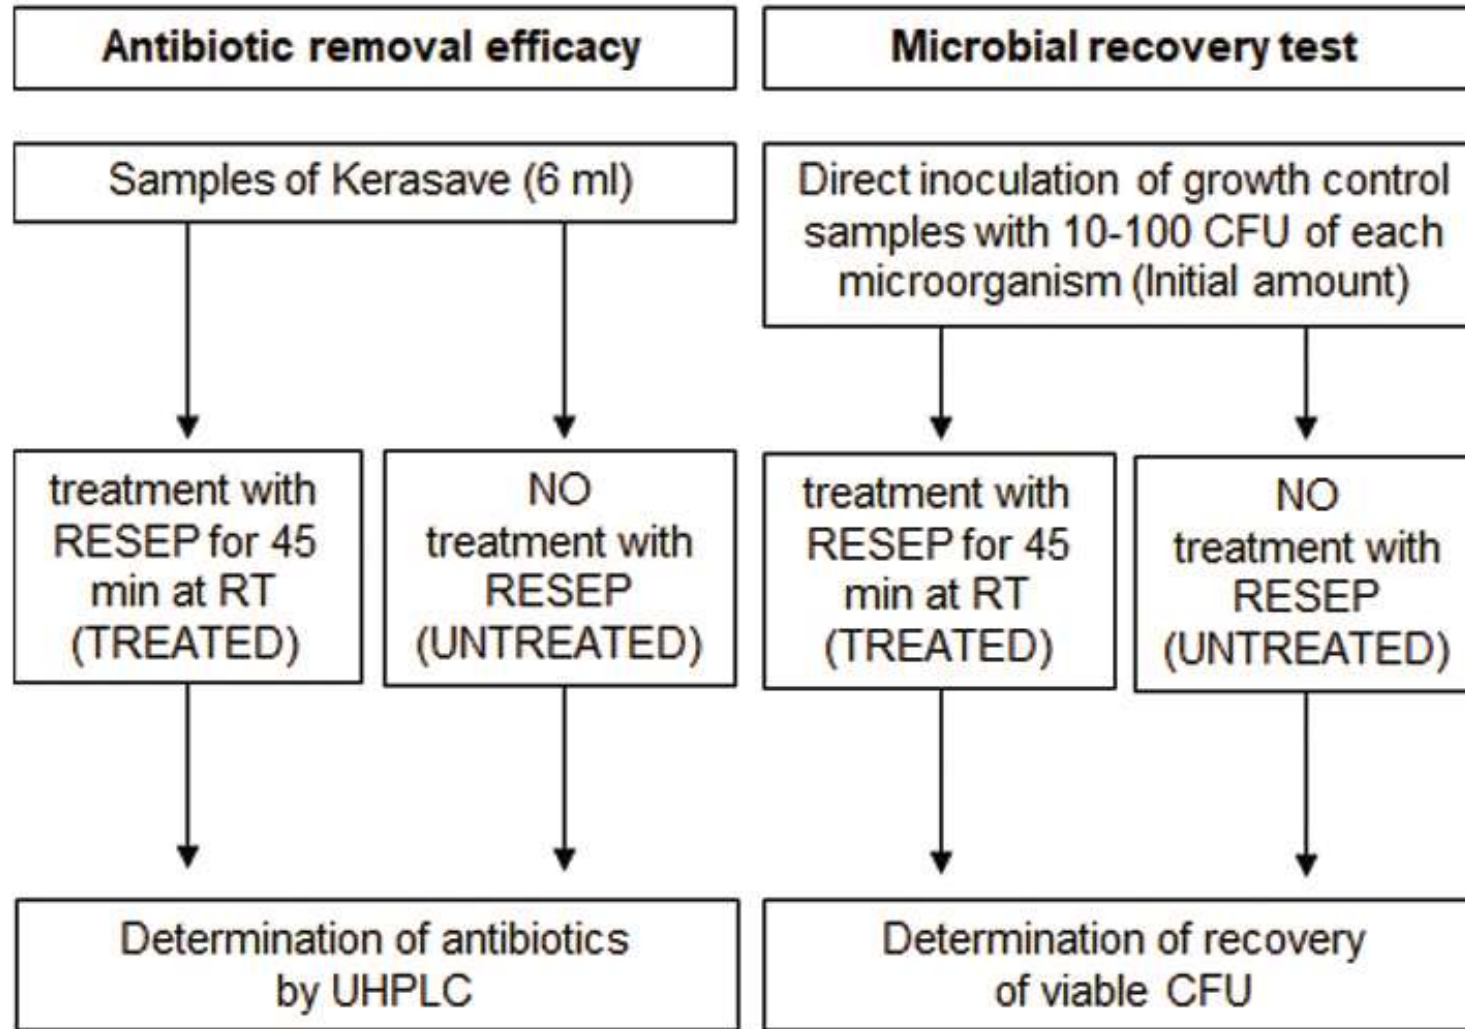 Antibiotic removal efficacy
Samples of Kerasave (6 ml)
treatment with
RESEP for 45
min at RT
(TREATED)
NO
treatment with
RESEP
(UNTREATED)
Determination of antibiotics
by UHPLC
Microbial recovery test
Direct inoculation of growth control
samples with 10-100 CFU of each
microorganism (Initial amount)
treatment with
RESEP for 45
min at RT
(TREATED)
NO
treatment with
RESEP
(UNTREATED)
Determination of recovery
of viable CFU